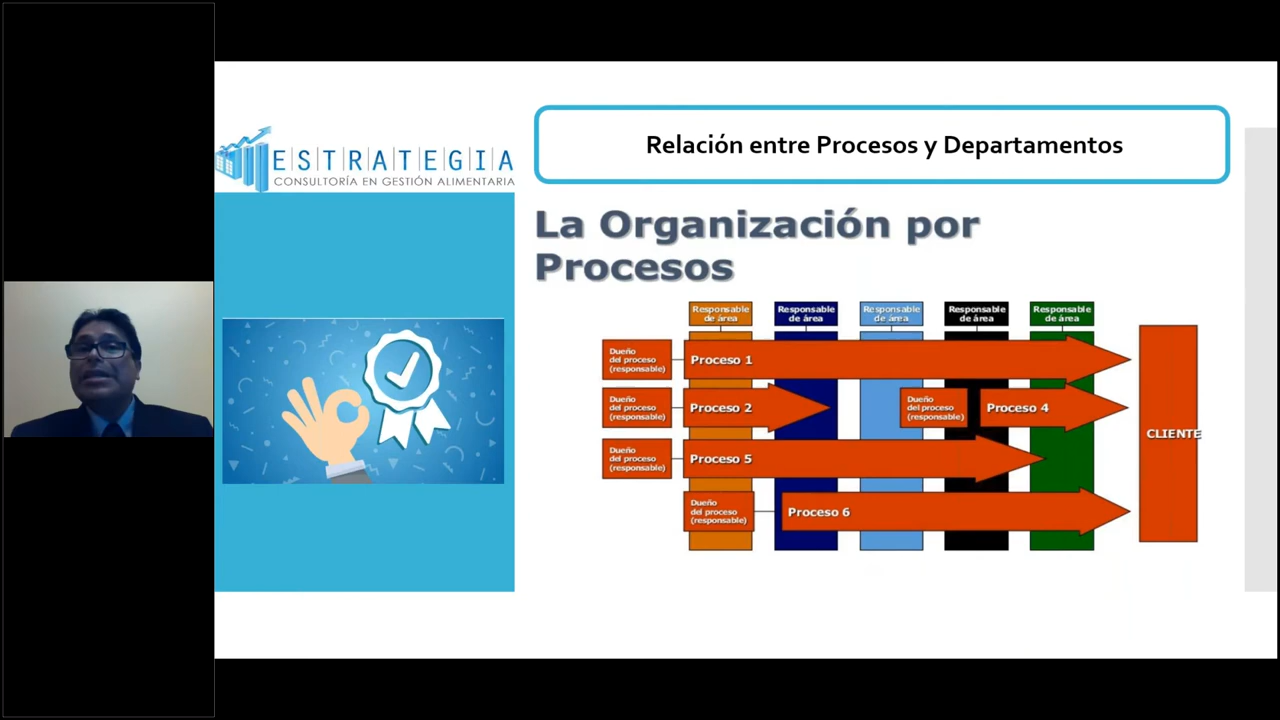 ESTRATEGIA
CONSULTORÍA EN GESTIÓN ALIMENTARIA
Relación entre Procesos y Departamentos
La Organización por
Procesos
Responsable
de área
Responsable
de área
Responsable
de área
Responsable
de área
Responsable
de área
Dueño
del proceso
(responsable)
Proceso 1
Dueño
del proceso
(responsable)
Proceso 2
Dueño
del proceso
(responsable)
Proceso 4
Dueño
del proceso
(responsable)
Proceso 5
Dueño
del proceso
(responsable)
Proceso 6
CLIENTE